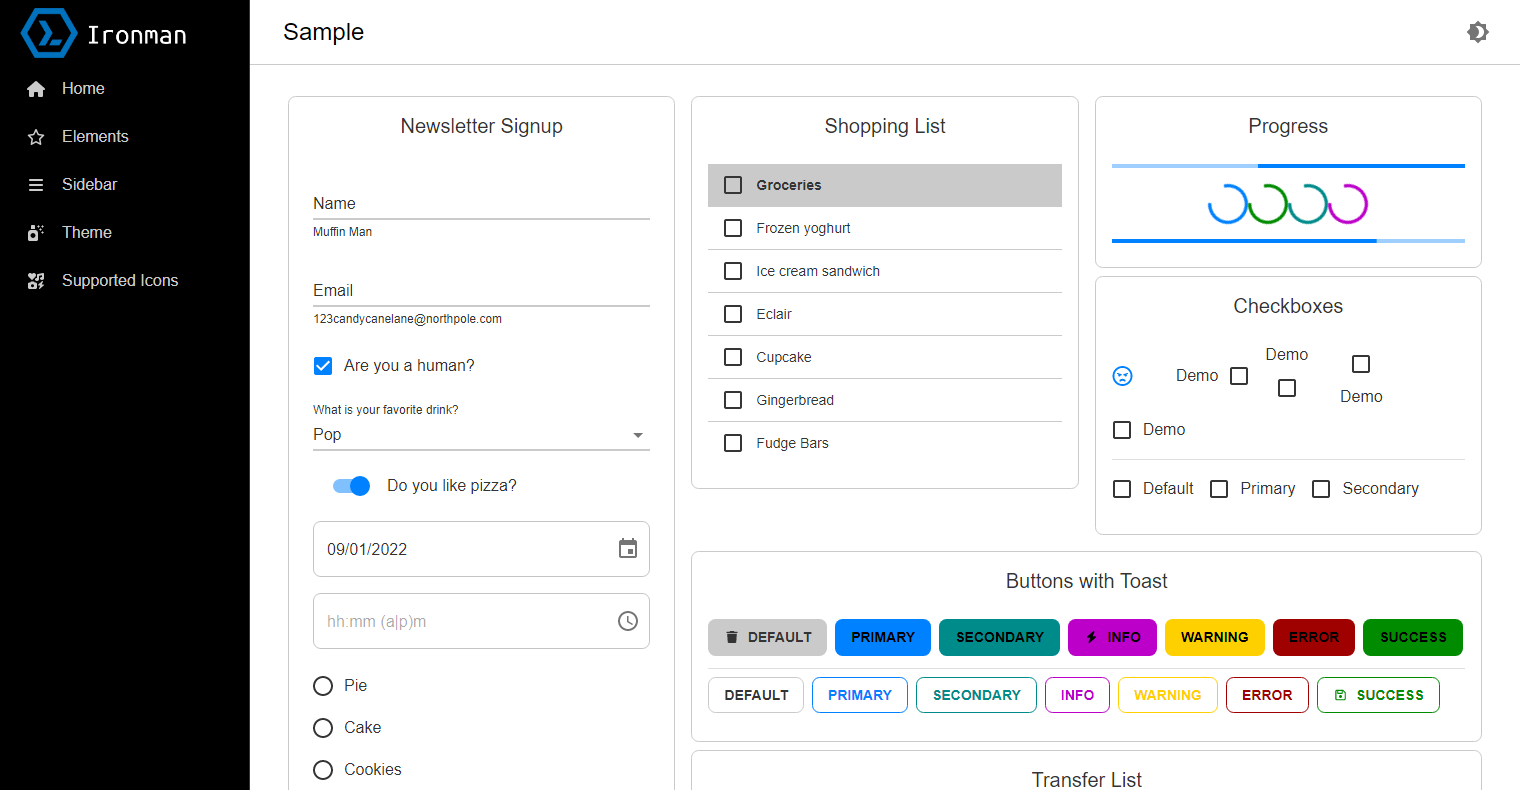 Ironman
Home
Elements
Sidebar
Theme
Supported Icons
Sample
Newsletter Signup
Name
Muffin Man
Email
123candycanelane@northpole.com
Are you a human?
What is your favorite drink?
Pop
Do you like pizza?
09/01/2022
hh:mm (a|p)m
Pie
Cake
Cookies
Shopping List
Groceries
Frozen yoghurt
Ice cream sandwich
Eclair
Cupcake
Gingerbread
Fudge Bars
Progress
Checkboxes
Demo
Demo
Demo
Demo
Default Primary Secondary
Buttons with Toast
DEFAULT PRIMARY SECONDARY INFO WARNING ERROR SUCCESS
DEFAULT PRIMARY SECONDARY INFO WARNING ERROR SUCCESS
Transfer List